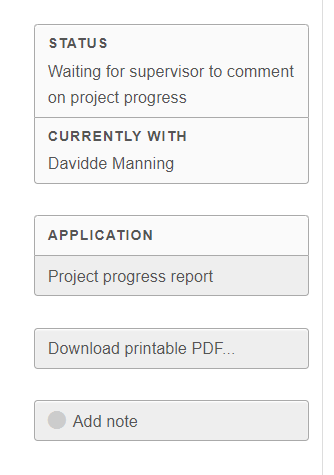 STATUS
Waiting for supervisor to comment
on project progress
CURRENTLY WITH
Davidde Manning
APPLICATION
Project progress report
Download printable PDF...
Add note